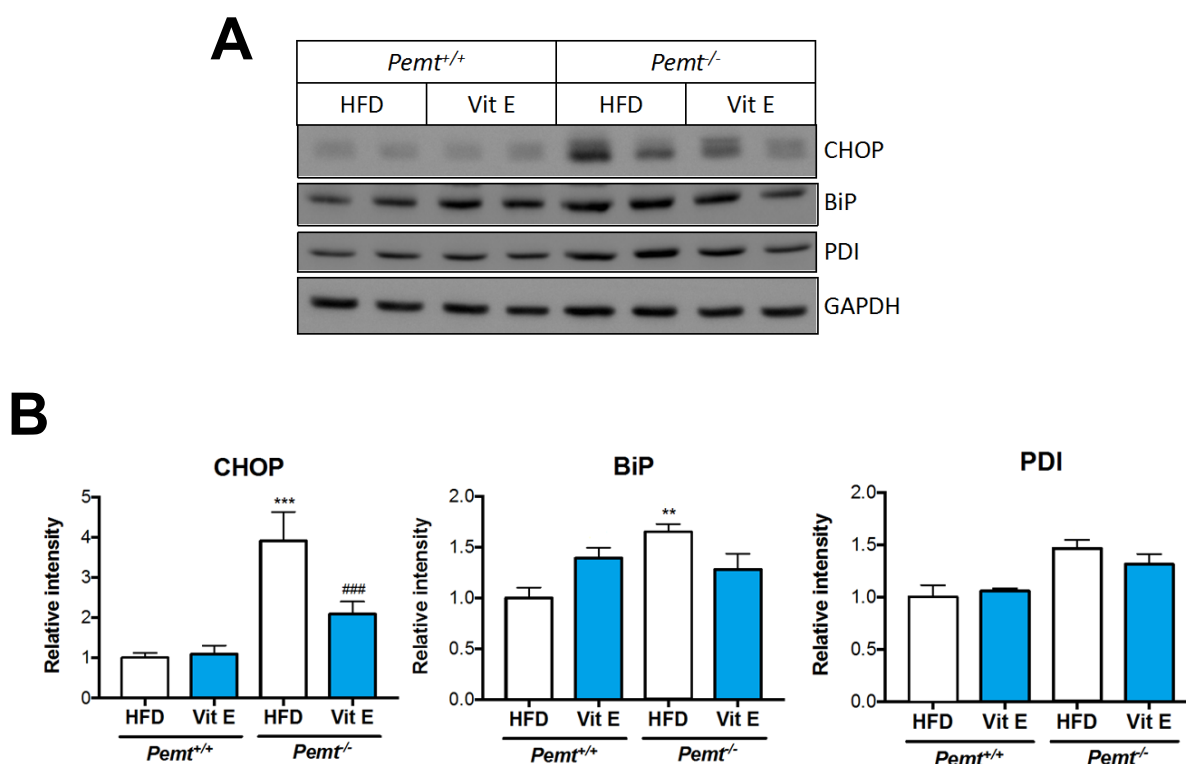 A
Pemt+/+ Pemt-/-
HFD Vit E HFD Vit E
CHOP
BiP
PDI
GAPDH
B
CHOP
Relative intensity
5
4
3
2
1
0
***
###
HFD Vit E HFD Vit E
Pemt+/+ Pemt-/-
BiP
Relative intensity
2.0
1.5
1.0
0.5
0.0
**
HFD Vit E HFD Vit E
Pemt+/+ Pemt-/-
PDI
Relative intensity
2.0
1.5
1.0
0.5
0.0
HFD Vit E HFD Vit E
Pemt+/+ Pemt-/-